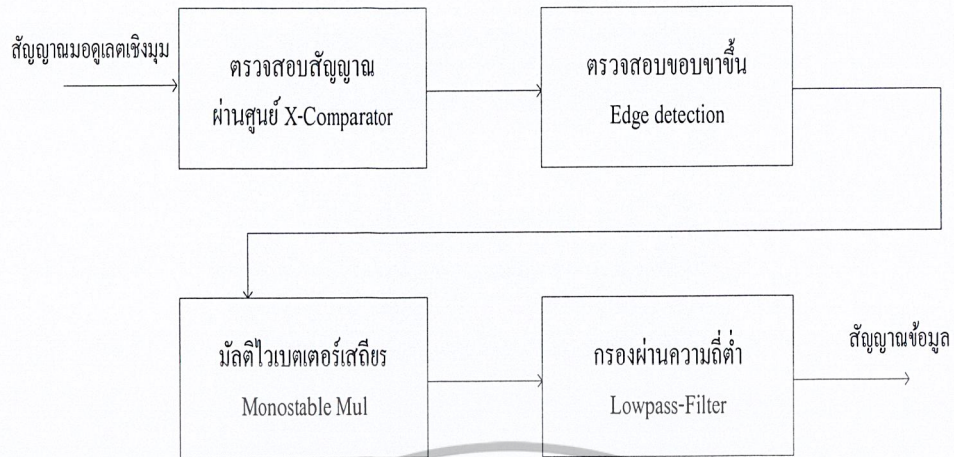 สัญญาณมอดูเลตเชิงมุม
ตรวจสอบสัญญาณ
ผ่านศูนย์ X-Comparator
ตรวจสอบขอบขาขึ้น
Edge detection
มัลติไวเบตเตอร์เสถียร
Monostable Mul
กรองผ่านความถี่ต่ำ
Lowpass-Filter
สัญญาณข้อมูล